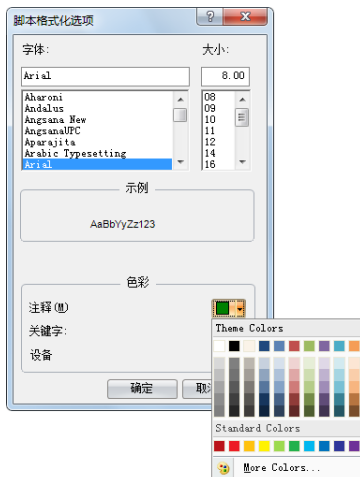 脚本格式化选项
字体:
大小:
Arial
8.00
Aharoni
Andalus
Angsana New
AngsanaUPC
Aparajita
Arabic Typesetting
Arial
08
09
10
11
12
14
16
示例
AaBbYyZz123
色彩
注释(M)
关键字:
设备
确定
Theme Colors
Standard Colors
More Colors...